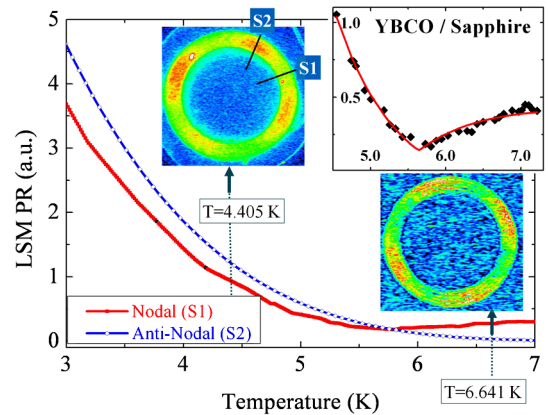 5
4
3
2
1
0
LSM PR (a.u.)
3
4
5
6
7
Temperature (K)
S2
S1
T=4.405 K
T=6.641 K
Nodal (S1)
Anti-Nodal (S2)
YBCO / Sapphire
1.0
0.5
5.0
6.0
7.0